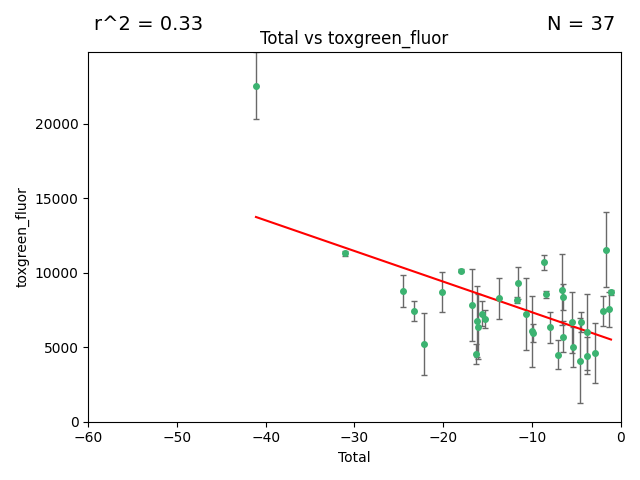 r^2 = 0.33
N = 37
Total vs toxgreen_fluor
toxgreen_fluor
20000
15000
10000
5000
0
−60
−50
−40
−30
−20
−10
0
Total